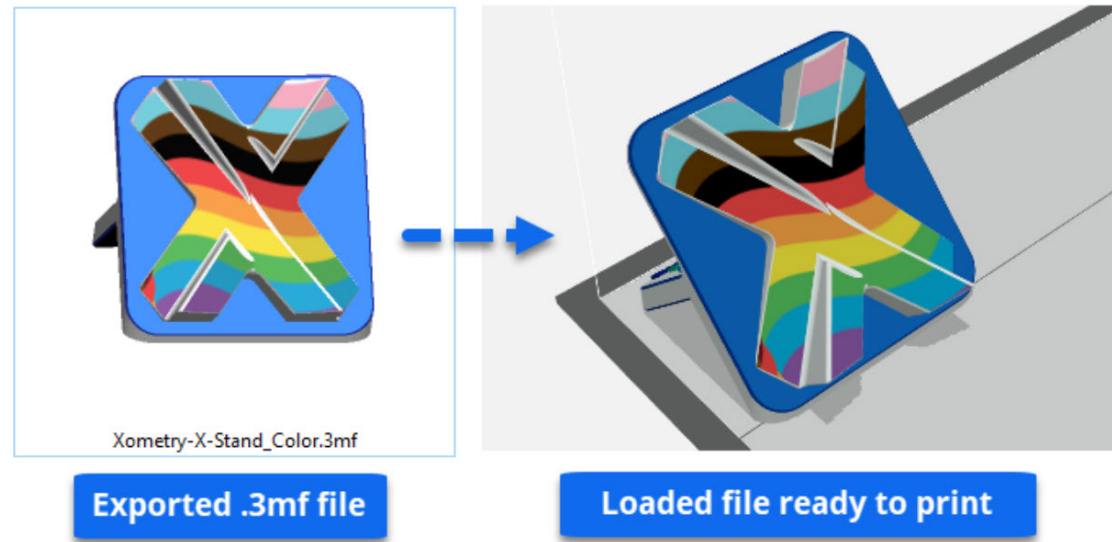 Xometry-X-Stand_Color.3mf
Exported .3mf file
Loaded file ready to print